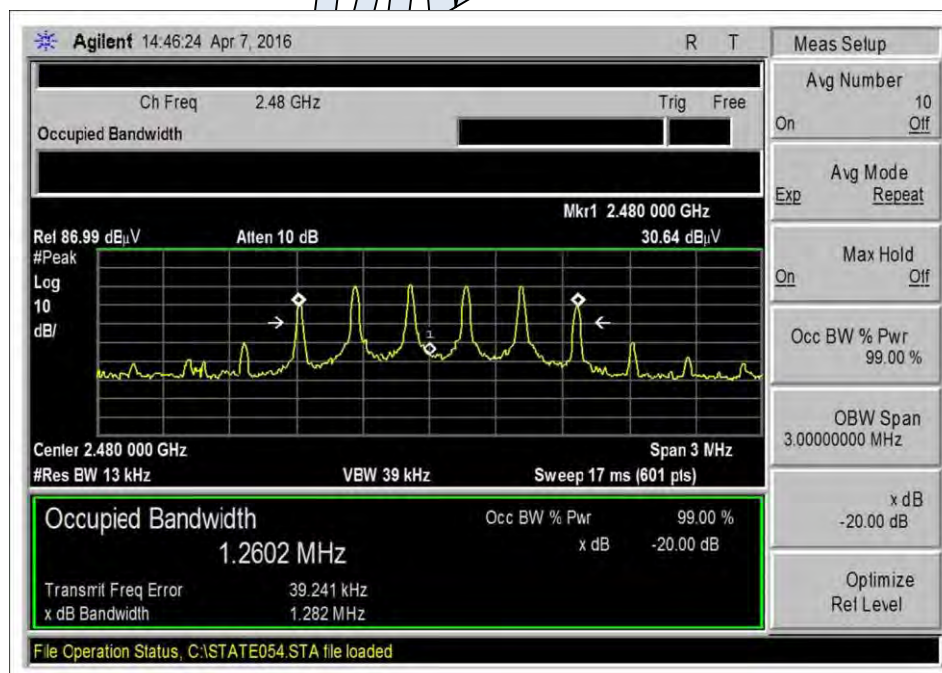 Agilent 14:46:24 Apr 7, 2016 R T
Meas Setup
Ch Freq 2.48 GHz Trig Free
Occupied Bandwidth
Avg Number
10
On Off
Avg Mode
Exp Repeat
Max Hold
On Off
Occ BW % Pwr
99.00 %
OBW Span
3.00000000 MHz
x dB
-20.00 dB
Optimize
Ref Level
Mkr1 2.480 000 GHz
Ref 86.99 dBµV Atten 10 dB 30.64 dBµV
#Peak
Log
10
dB/
1
Center 2.480 000 GHz Span 3 MHz
#Res BW 13 kHz VBW 39 kHz Sweep 17 ms (601 pts)
Occupied Bandwidth Occ BW % Pwr 99.00 %
1.2602 MHz x dB -20.00 dB
Transmit Freq Error 39.241 kHz
x dB Bandwidth 1.282 MHz
File Operation Status, C:\STATE054.STA file loaded